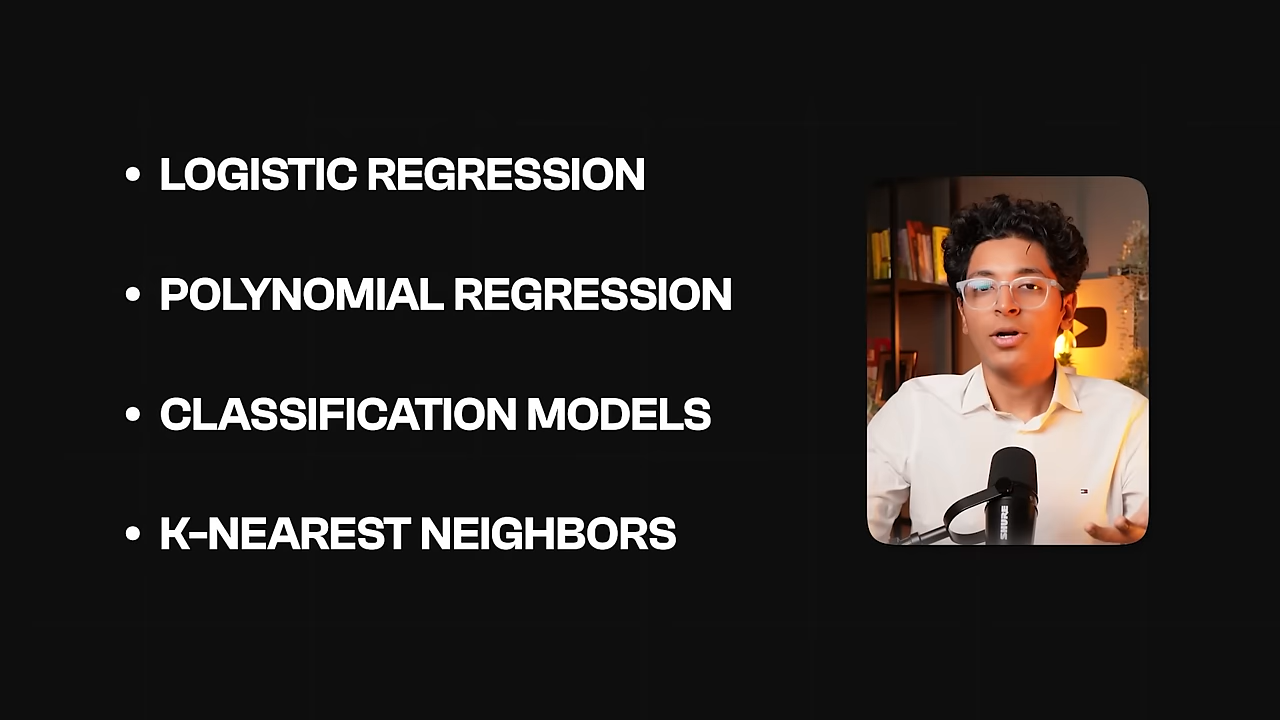 • LOGISTIC REGRESSION
• POLYNOMIAL REGRESSION
• CLASSIFICATION MODELS
• K-NEAREST NEIGHBORS
SHURE